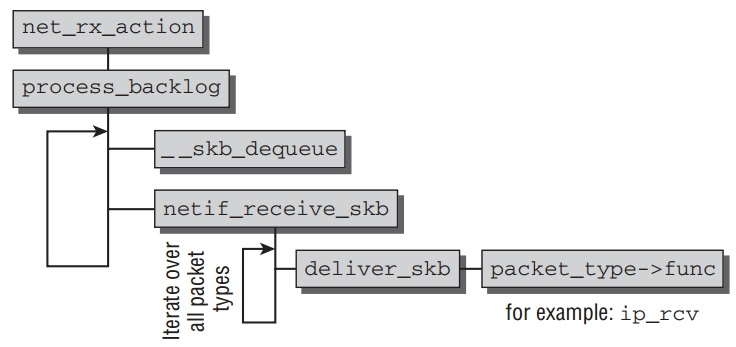 net_rx_action
process_backlog
__skb_dequeue
netif_receive_skb
Iterate over
all packet
types
deliver_skb
packet_type->func
for example: ip_rcv